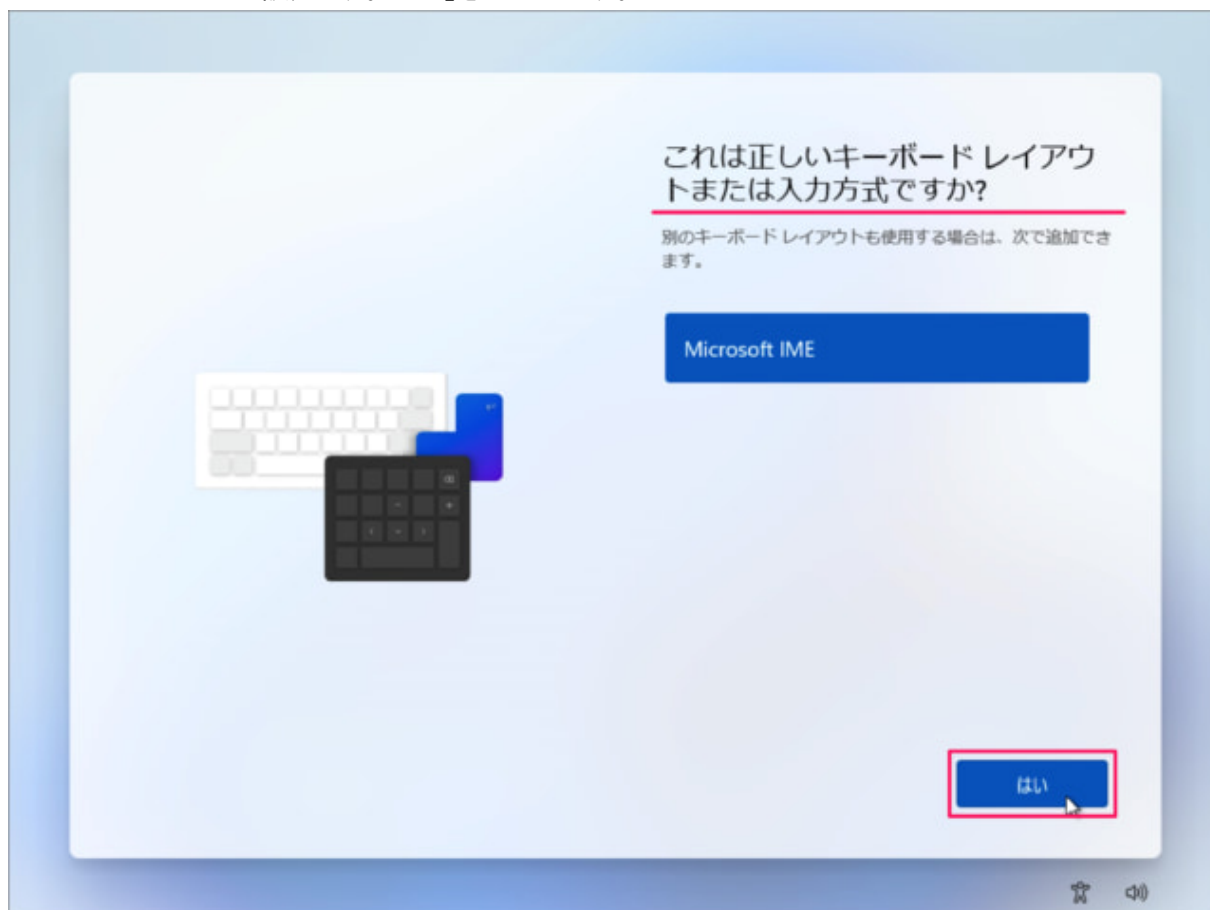 これは正しいキーボード レイアウ
トまたは入力方式ですか?
別のキーボード レイアウトも使用する場合は、次で追加でき
ます。
Microsoft IME
はい